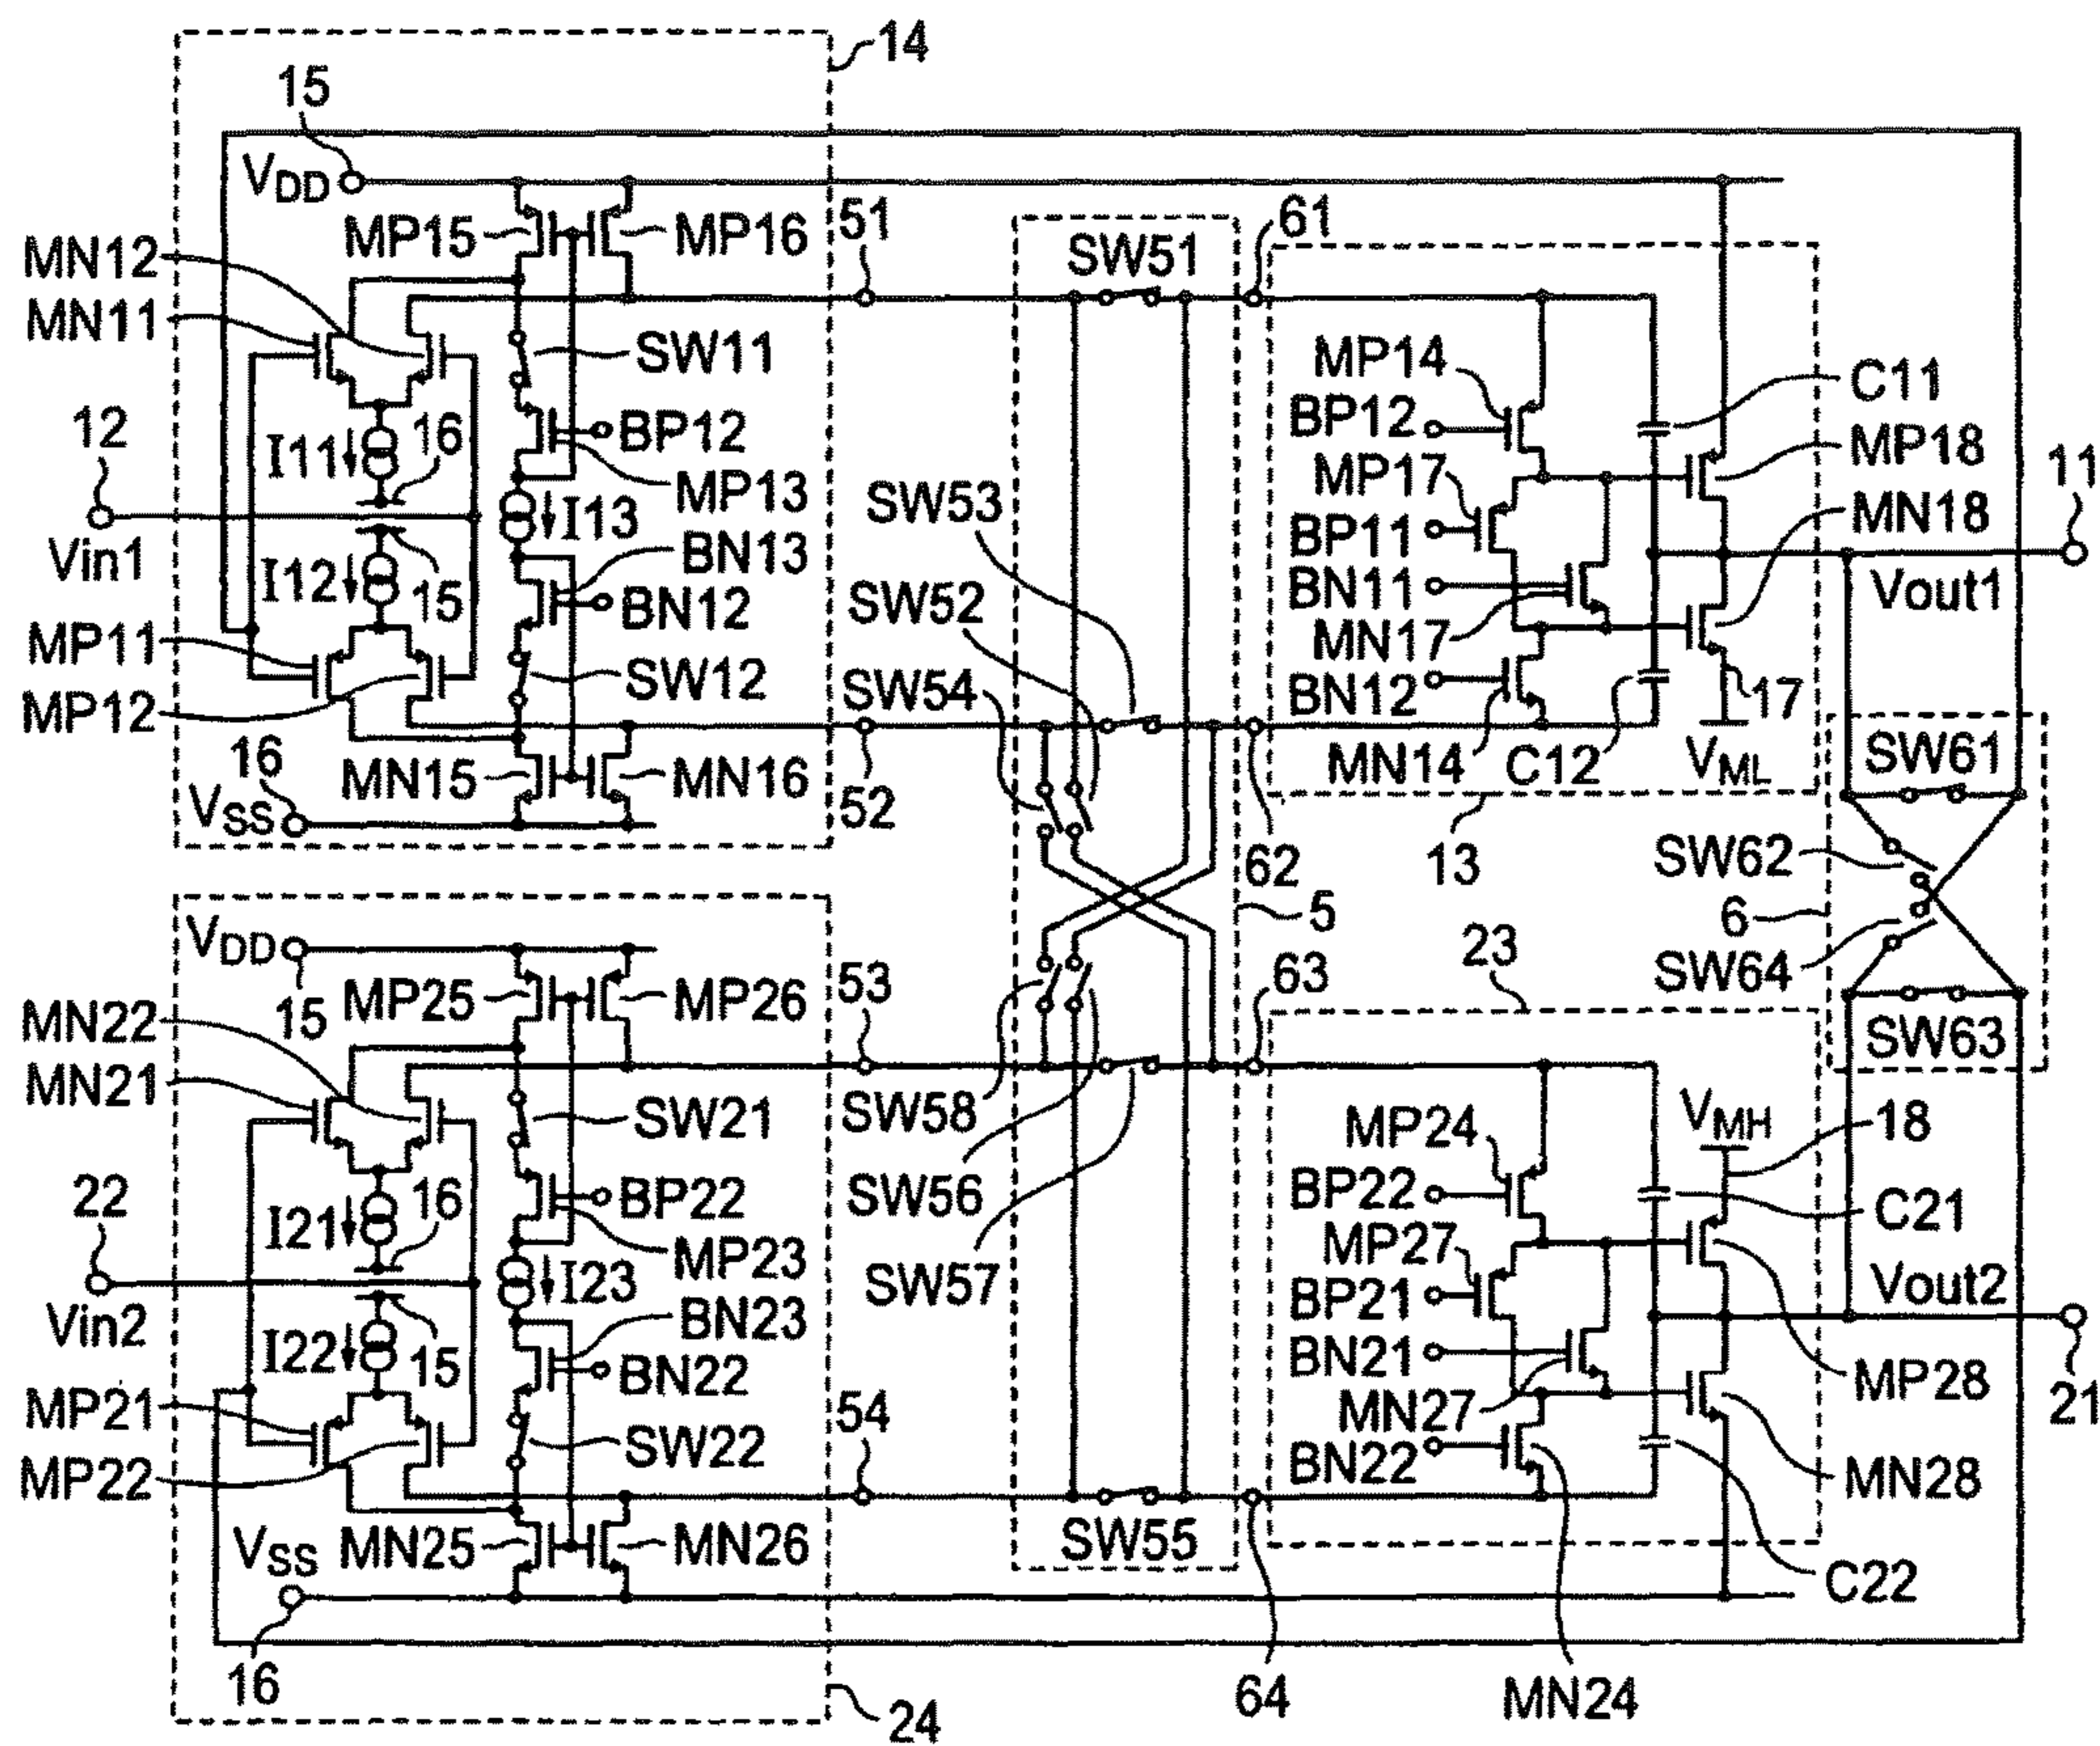 14
15
VDD
MP15
MP16
51
61
MN12
SW51
MN11
SW11
MP14
C11
12
I11
16
BP12
BP12
MP18
MP13
MP17
11
SW53
I13
MN18
Vin1
BN13
BP11
I12
15
BN12
SW52
BN11
Vout1
MP11
MN17
SW12
SW54
BN12
17
MP12
16
MN15
MN16
MN14
C12
VML
SW61
VSS
52
62
13
SW62
5
6
VDD
23
SW64
15
MP25
MP26
53
63
MN22
SW63
MN21
SW21
SW58
MP24
VMH
18
22
I21
16
BP22
SW56
BP22
C21
MP23
MP27
I23
SW57
Vin2
BN23
BP21
Vout2
I22
15
BN22
BN21
MP28
MP21
54
MN27
21
SW22
BN22
MP22
MN28
VSS
MN25
MN26
SW55
C22
16
64
MN24
24